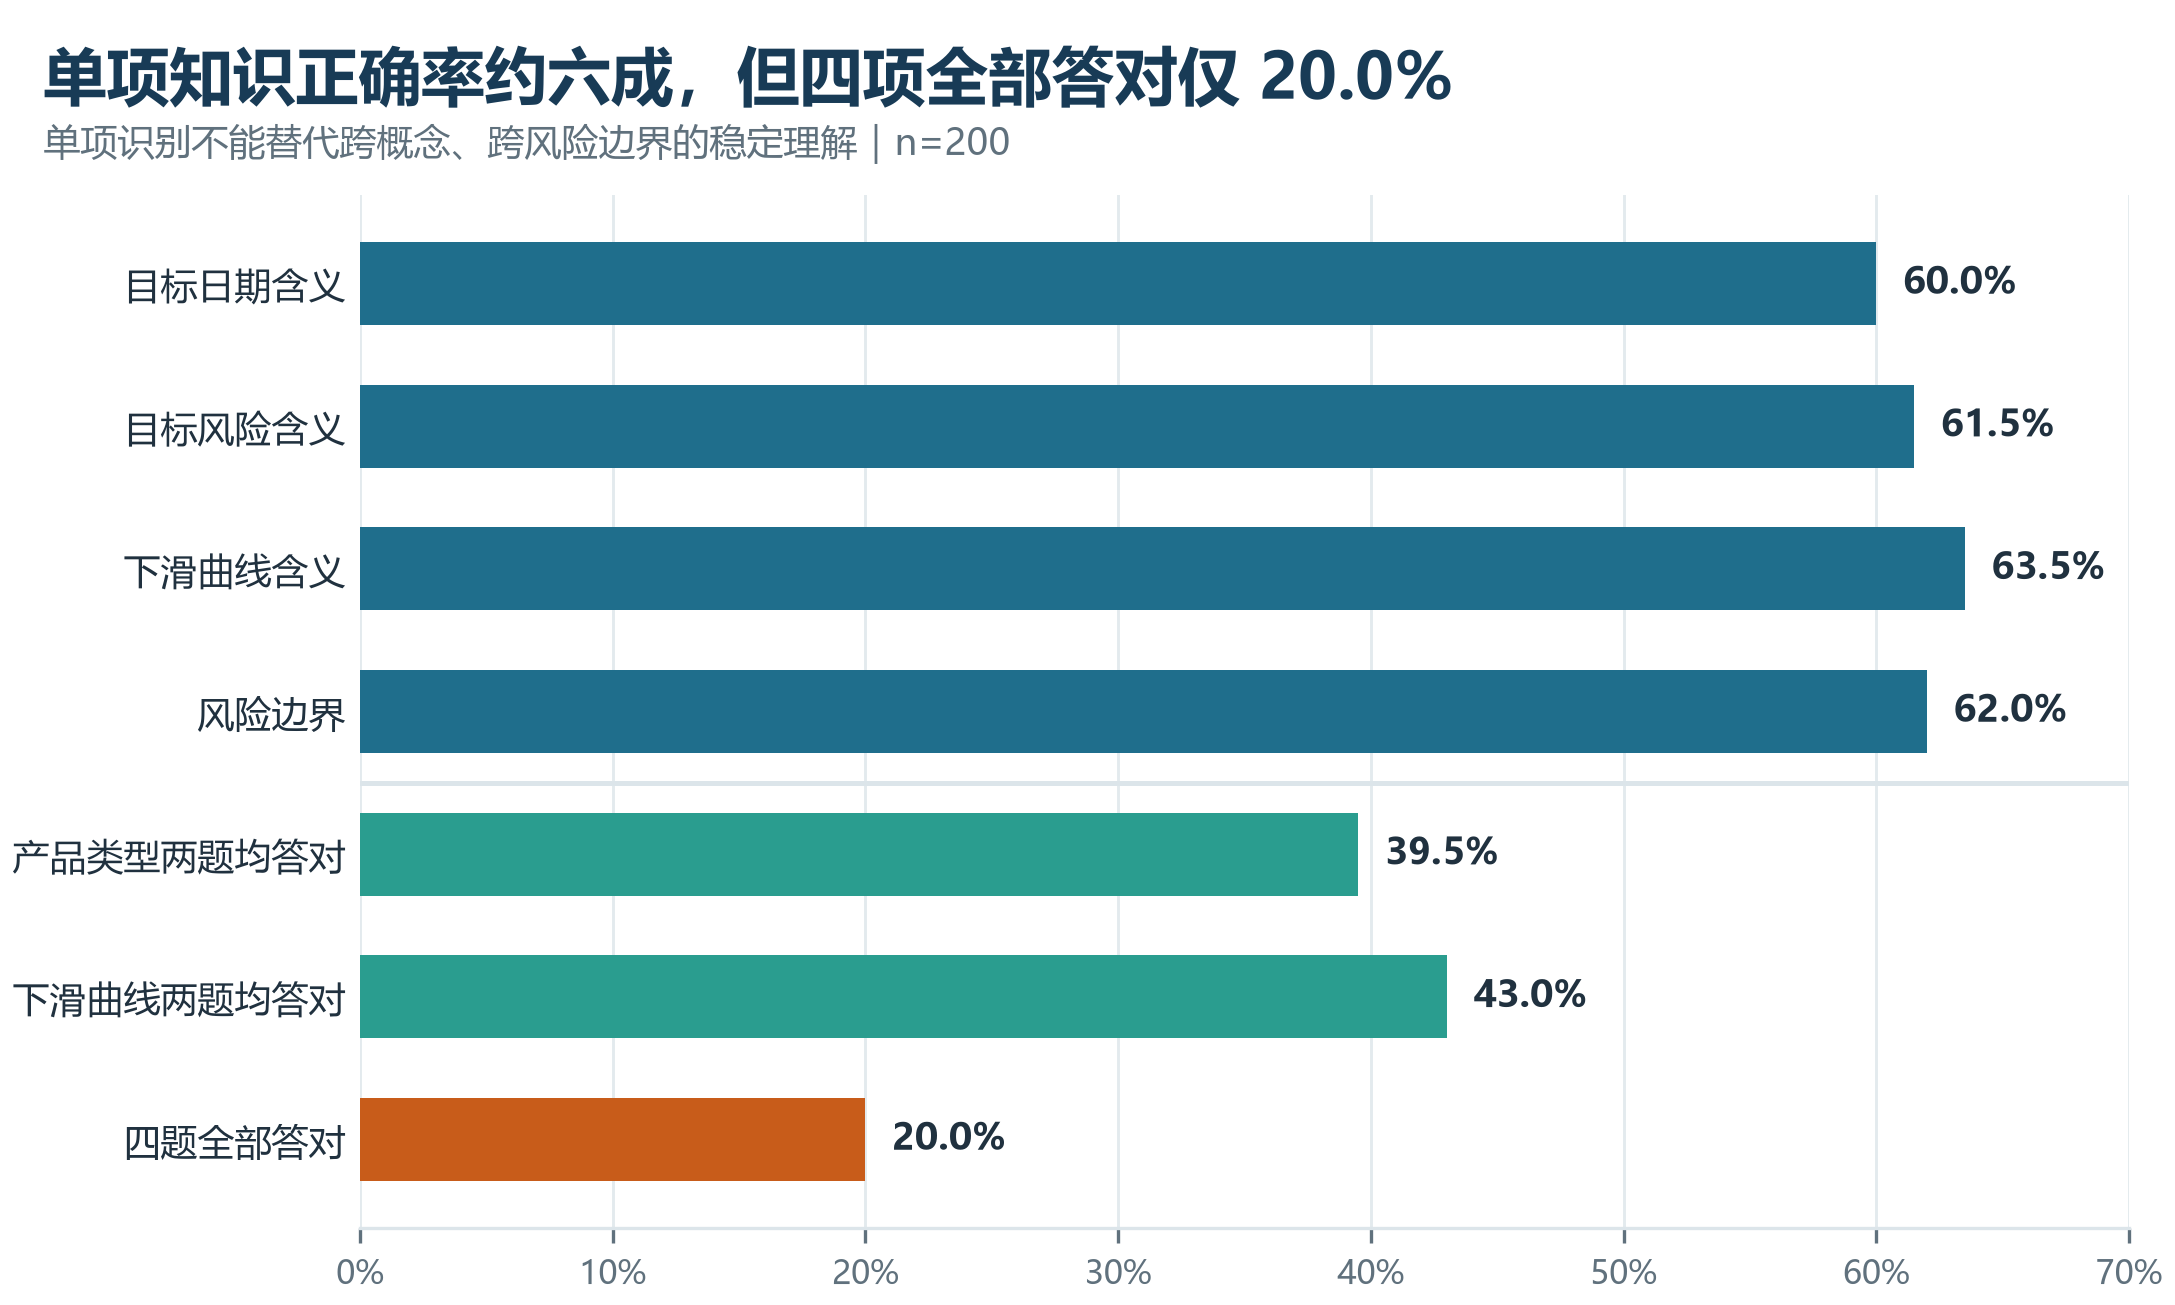 单项知识正确率约六成，但四项全部答对仅 20.0%
单项识别不能替代跨概念、跨风险边界的稳定理解｜n=200
目标日期含义 60.0%
目标风险含义 61.5%
下滑曲线含义 63.5%
风险边界 62.0%
产品类型两题均答对 39.5%
下滑曲线两题均答对 43.0%
四题全部答对 20.0%
0% 10% 20% 30% 40% 50% 60% 70%